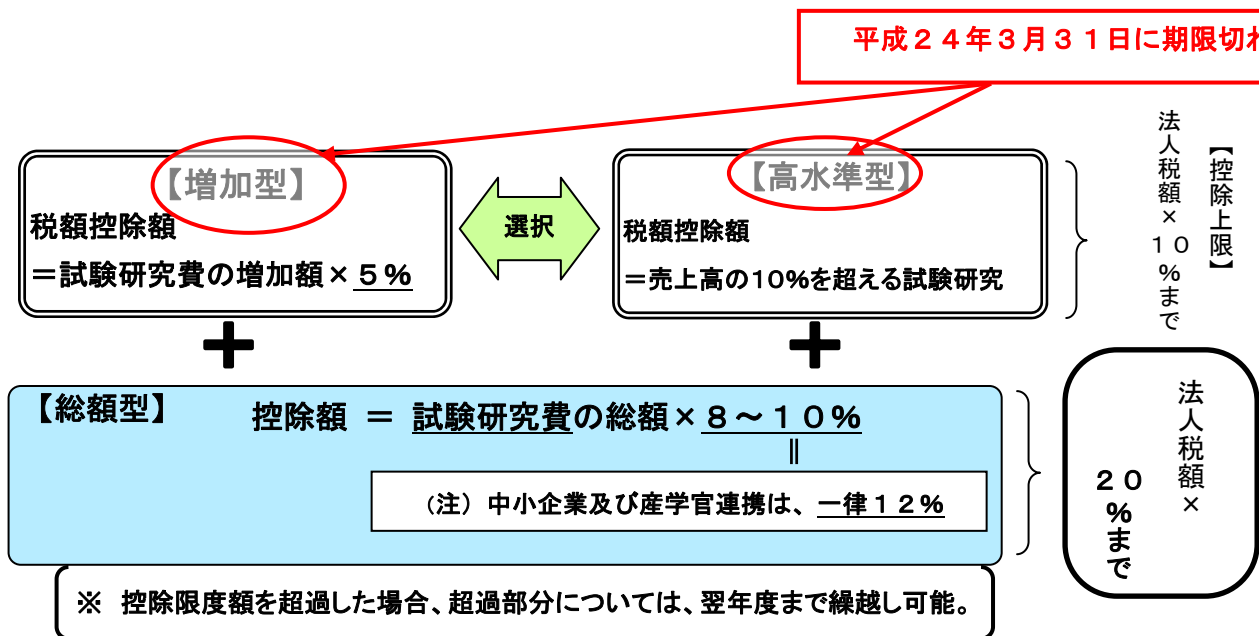 平成２４年３月３１日に期限切れ
【増加型】
税額控除額
＝試験研究費の増加額×５％
選択
【高水準型】
税額控除額
＝売上高の10%を超える試験研究
【控除上限】
法人税額×１０％まで
＋
＋
【総額型】
控除額 ＝ 試験研究費の総額×８～１０％
||
（注）中小企業及び産学官連携は、一律１２％
法人税額×
２０％まで
※ 控除限度額を超過した場合、超過部分については、翌年度まで繰越し可能。